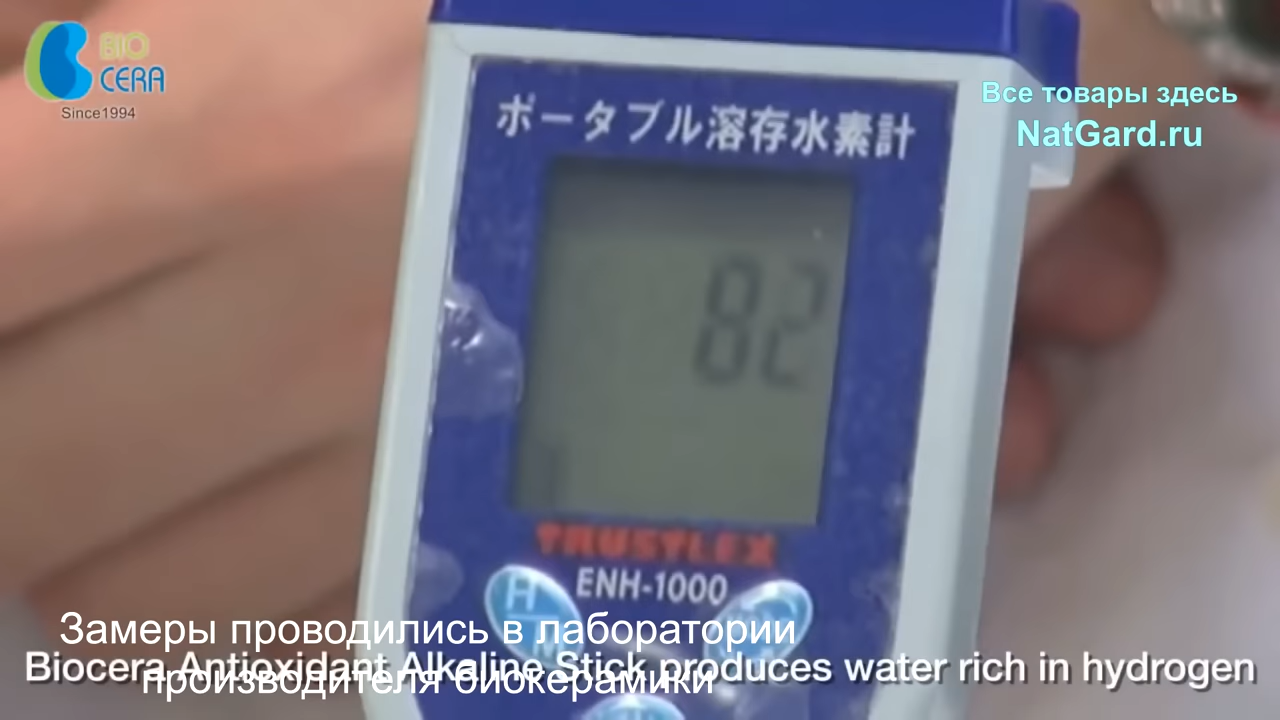 BIO
CERA
Since1994
Все товары здесь
NatGard.ru
ポータブル溶存水素計
82
TRUSTLEX
ENH-1000
H
Замеры проводились в лаборатории
Biocera Antioxidant Alkaline Stick produces water rich in hydrogen
производителя биокерамики